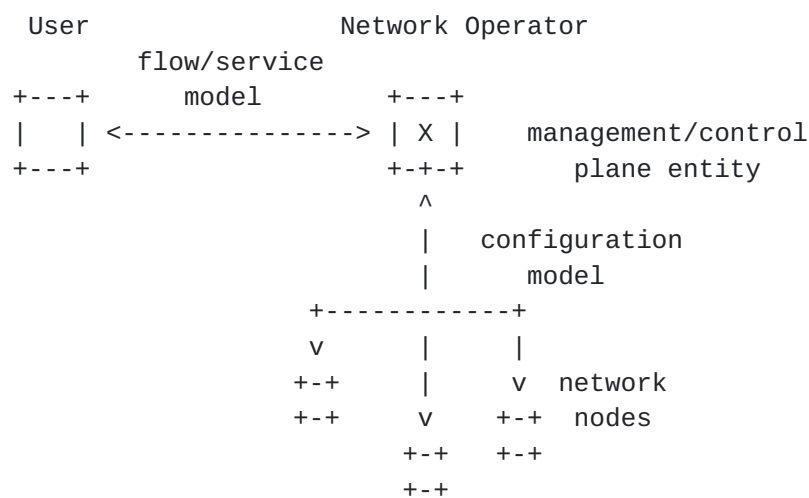 User                Network Operator
        flow/service
+---+      model        +---+
|   | <---------------> | X |    management/control
+---+                   +-+-+       plane entity
                          ^
                          |   configuration
                          |      model
                   +------------+
                   v      |     |
                  +-+     |     v  network
                  +-+     v    +-+  nodes
                         +-+   +-+
                         +-+